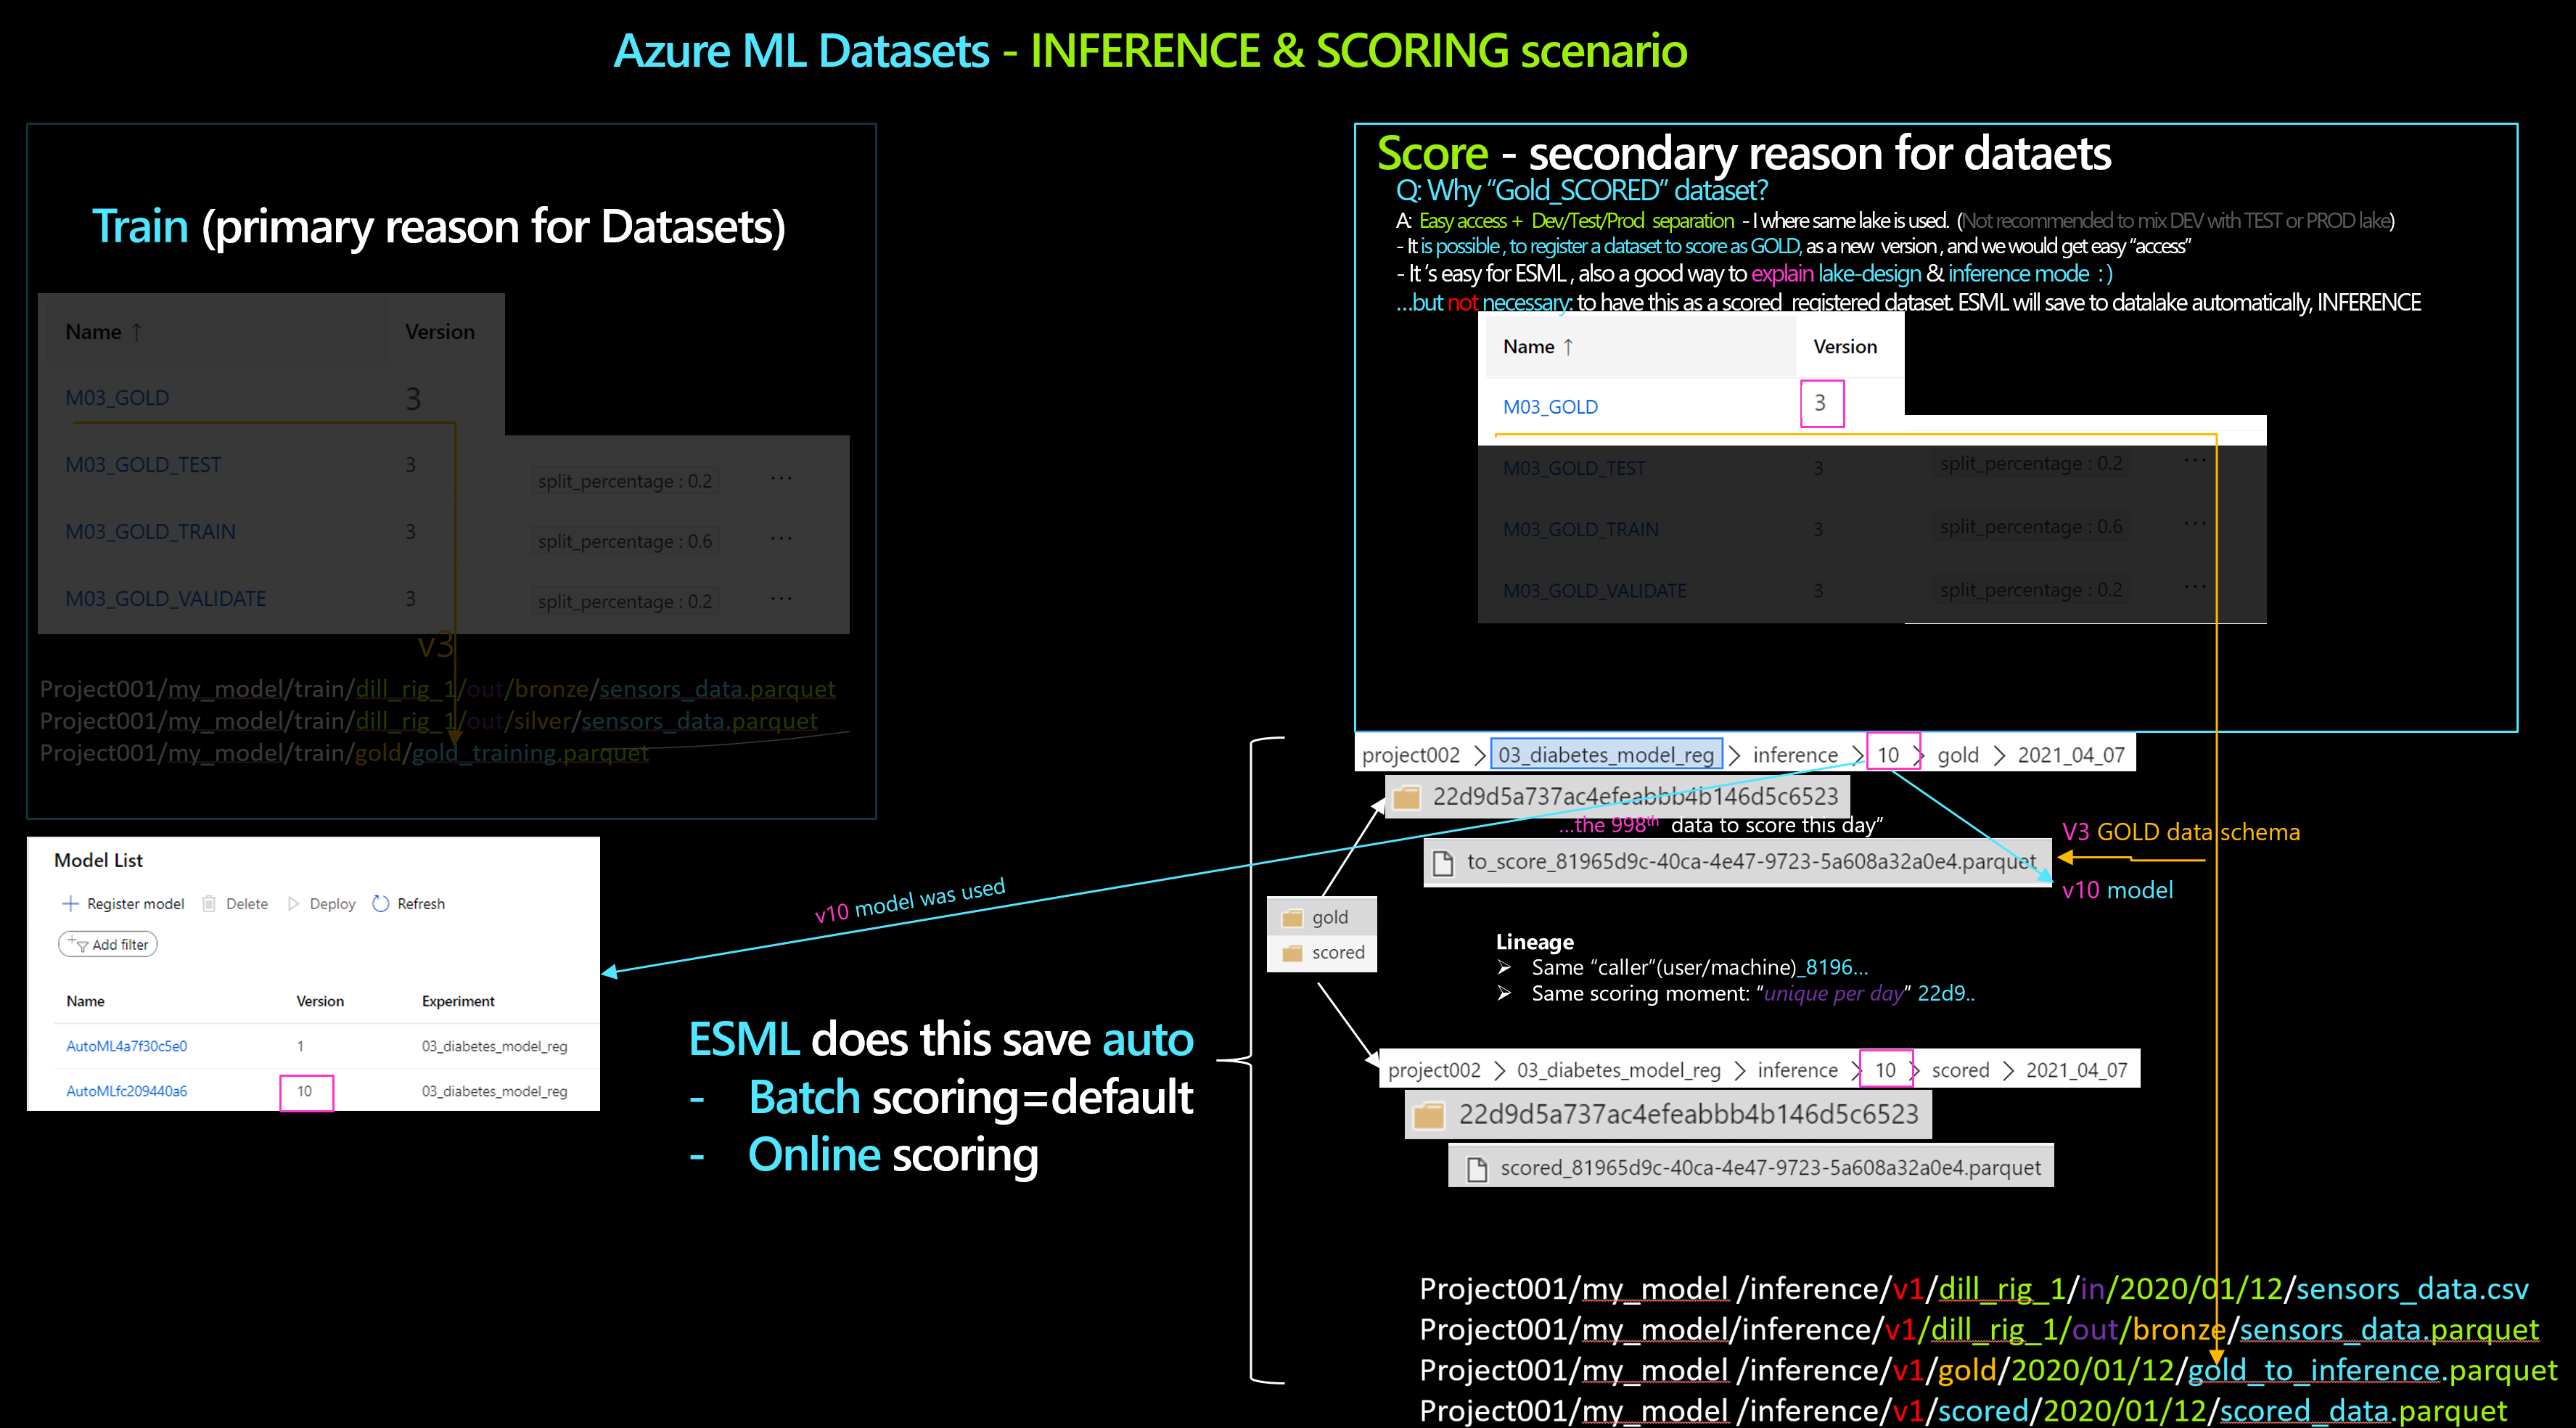 Azure ML Datasets - INFERENCE & SCORING scenario
Train (primary reason for Datasets)
Name ↑ Version
M03_GOLD 3
M03_GOLD_TEST 3 split_percentage : 0.2 ...
M03_GOLD_TRAIN 3 split_percentage : 0.6 ...
M03_GOLD_VALIDATE 3 split_percentage : 0.2 ...
v3
Project001/my_model/train/dill_rig_1/out/bronze/sensors_data.parquet
Project001/my_model/train/dill_rig_1/out/silver/sensors_data.parquet
Project001/my_model/train/gold/gold_training.parquet
Score - secondary reason for dataets
Q: Why “Gold_SCORED” dataset?
A: Easy access + Dev/Test/Prod separation - I where same lake is used. (Not recommended to mix DEV with TEST or PROD lake)
- It is possible , to register a dataset to score as GOLD, as a new version , and we would get easy “access”
- It ‘s easy for ESML , also a good way to explain lake-design & inference mode : )
...but not necessary: to have this as a scored registered dataset. ESML will save to datalake automatically, INFERENCE
Name ↑ Version
M03_GOLD 3
M03_GOLD_TEST 3 split_percentage : 0.2 ...
M03_GOLD_TRAIN 3 split_percentage : 0.6 ...
M03_GOLD_VALIDATE 3 split_percentage : 0.2 ...
project002 > 03_diabetes_model_reg > inference > 10 > gold > 2021_04_07
22d9d5a737ac4efeabbb4b146d5c6523
...the 998th data to score this day”
to_score_81965d9c-40ca-4e47-9723-5a608a32a0e4.parquet
V3 GOLD data schema
v10 model
v10 model was used
Model List
Register model Delete Deploy Refresh
Add filter
Name Version Experiment
AutoML4a7f30c5e0 1 03_diabetes_model_reg
AutoMLfc209440a6 10 03_diabetes_model_reg
ESML does this save auto
- Batch scoring=default
- Online scoring
gold
scored
Lineage
➢ Same “caller”(user/machine)_8196...
➢ Same scoring moment: “unique per day” 22d9..
project002 > 03_diabetes_model_reg > inference > 10 > scored > 2021_04_07
22d9d5a737ac4efeabbb4b146d5c6523
scored_81965d9c-40ca-4e47-9723-5a608a32a0e4.parquet
Project001/my_model /inference/v1/dill_rig_1/in/2020/01/12/sensors_data.csv
Project001/my_model/inference/v1/dill_rig_1/out/bronze/sensors_data.parquet
Project001/my_model /inference/v1/gold/2020/01/12/gold_to_inference.parquet
Project001/my_model /inference/v1/scored/2020/01/12/scored_data.parquet